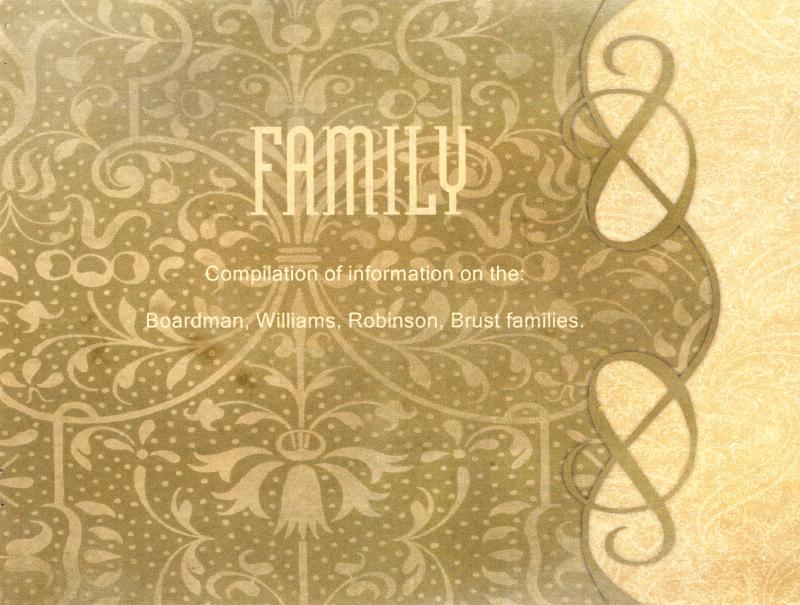 FAMILY
Compilation of information on the:
Boardman, Williams, Robinson, Brust families.